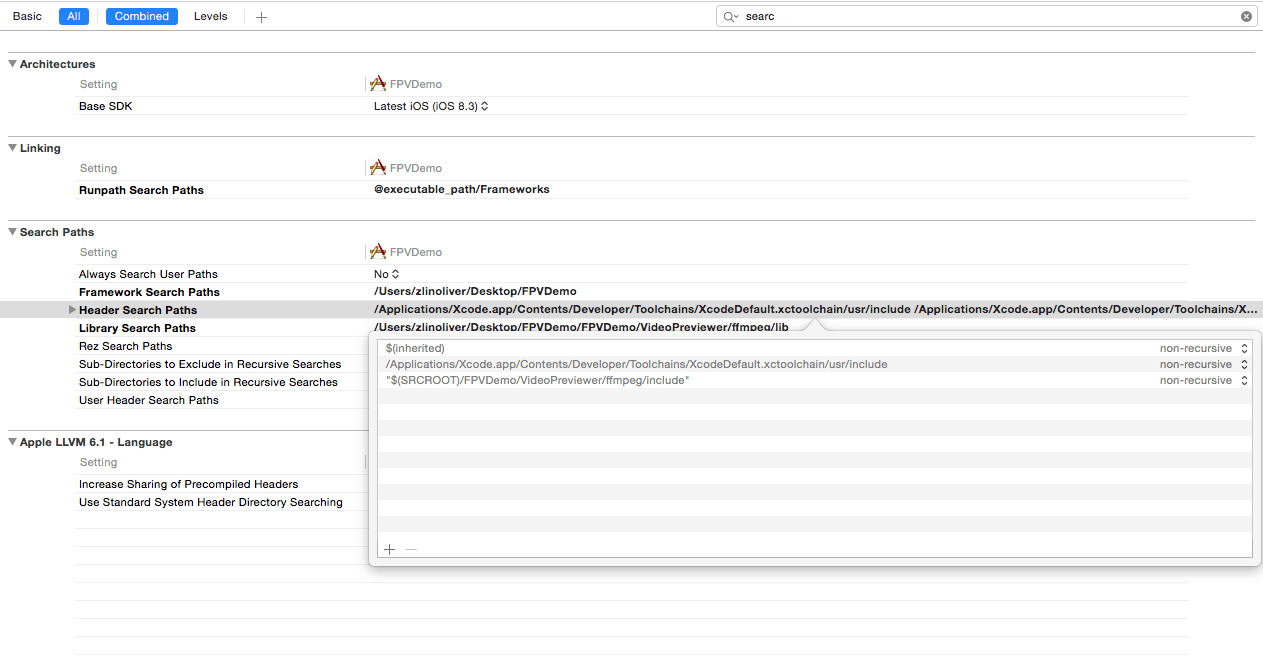 Basic All Combined Levels + searc
Architectures
Setting FPVDemo
Base SDK Latest iOS (iOS 8.3)
Linking
Setting FPVDemo
Runpath Search Paths @executable_path/Frameworks
Search Paths
Setting FPVDemo
Always Search User Paths No
Framework Search Paths /Users/zlinoliver/Desktop/FPVDemo
Header Search Paths /Applications/Xcode.app/Contents/Developer/Toolchains/XcodeDefault.xctoolchain/usr/include /Applications/Xcode.app/Contents/Developer/Toolchains/X...
Library Search Paths /Users/zlinoliver/Desktop/FPVDemo/FPVDemo/VideoPreviewer/ffmpeg/lib
Rez Search Paths
Sub-Directories to Exclude in Recursive Searches
Sub-Directories to Include in Recursive Searches
User Header Search Paths
$(inherited) non-recursive
/Applications/Xcode.app/Contents/Developer/Toolchains/XcodeDefault.xctoolchain/usr/include non-recursive
"$(SRCROOT)/FPVDemo/VideoPreviewer/ffmpeg/include" non-recursive
Apple LLVM 6.1 - Language
Setting
Increase Sharing of Precompiled Headers
Use Standard System Header Directory Searching